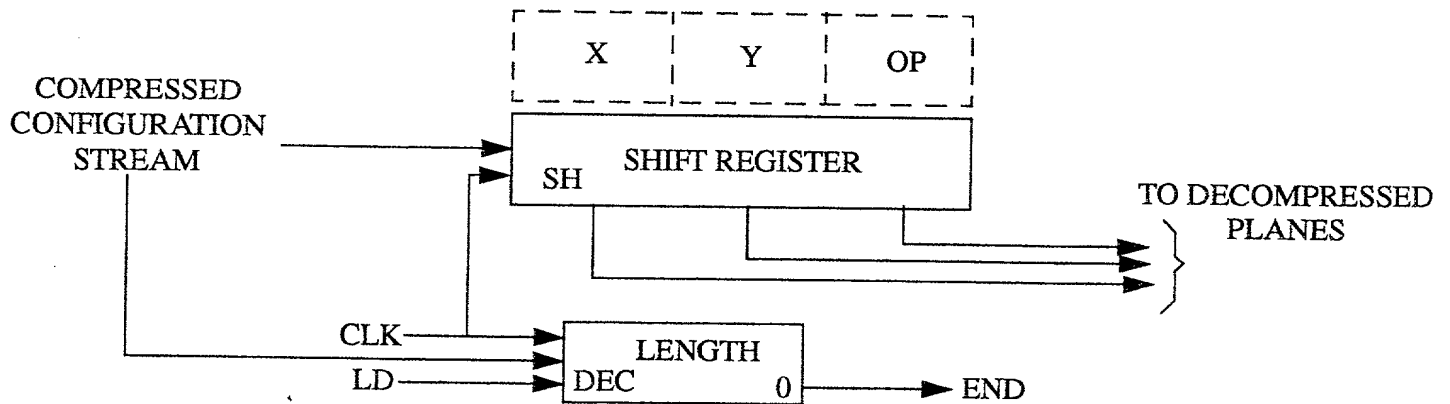 X Y OP
COMPRESSED
CONFIGURATION
STREAM
SHIFT REGISTER
SH
TO DECOMPRESSED
PLANES
CLK
LENGTH
LD
DEC
0
END